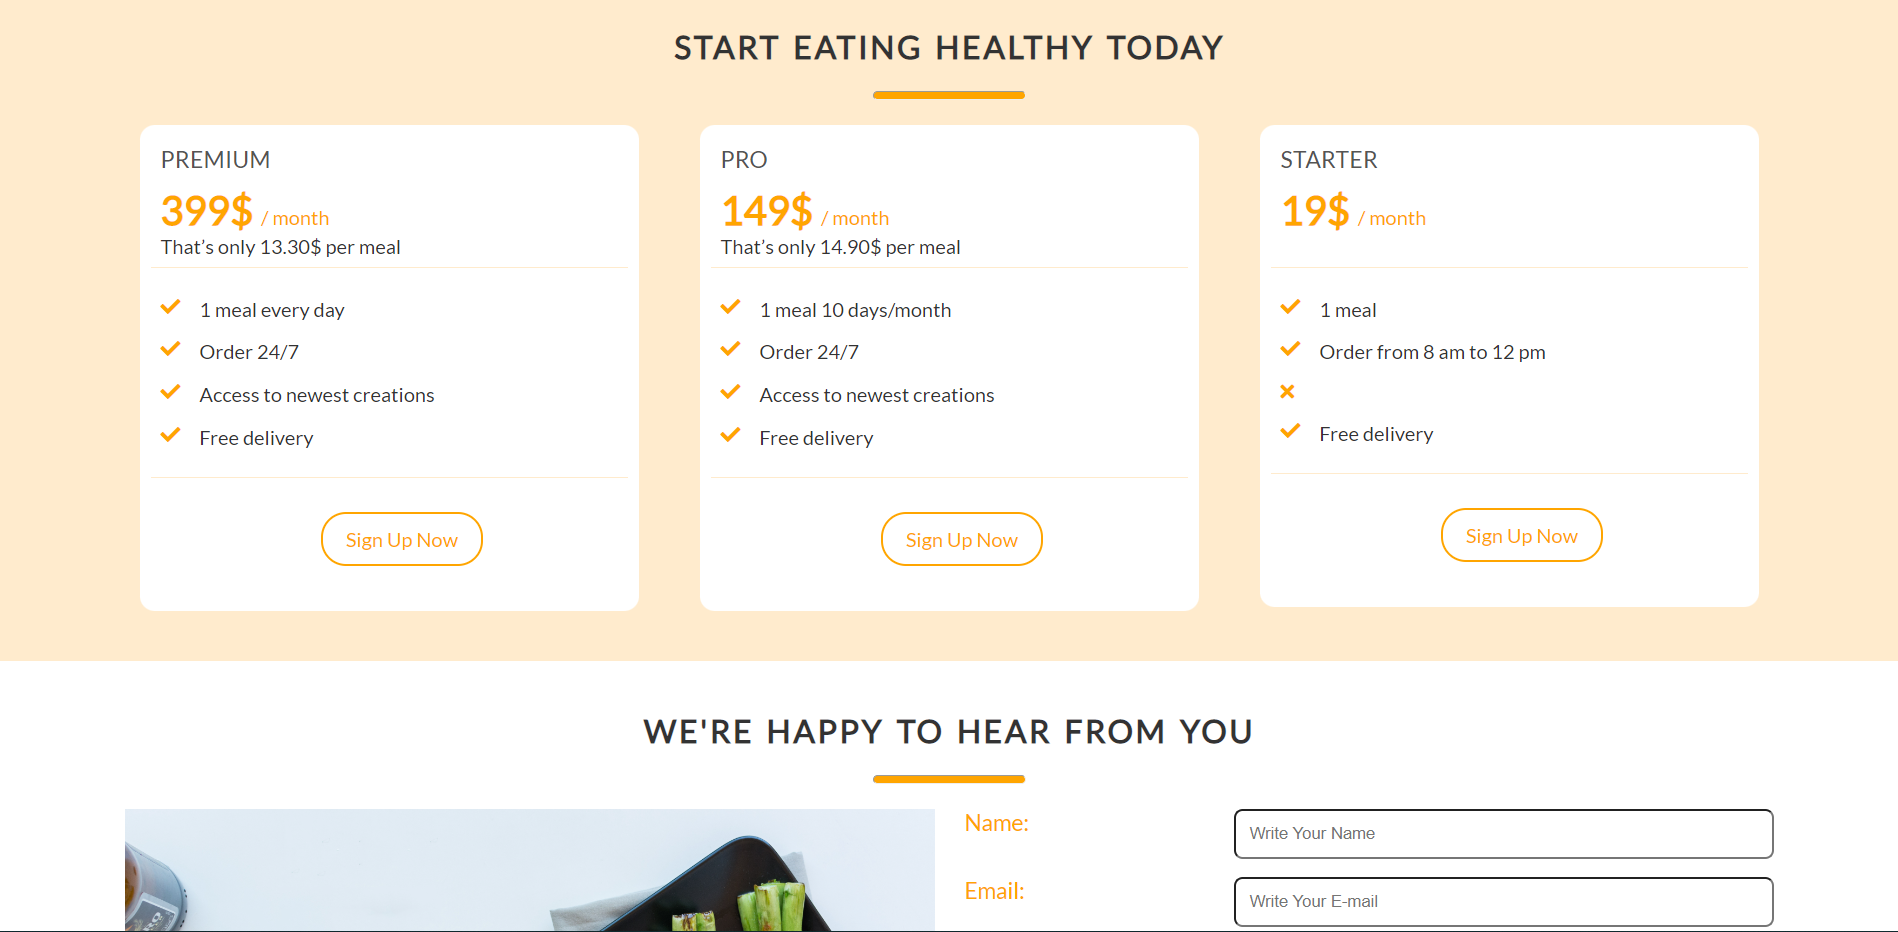 START EATING HEALTHY TODAY
PREMIUM
399$ / month
That’s only 13.30$ per meal
1 meal every day
Order 24/7
Access to newest creations
Free delivery
Sign Up Now
PRO
149$ / month
That’s only 14.90$ per meal
1 meal 10 days/month
Order 24/7
Access to newest creations
Free delivery
Sign Up Now
STARTER
19$ / month
1 meal
Order from 8 am to 12 pm
Free delivery
Sign Up Now
WE'RE HAPPY TO HEAR FROM YOU
Name:
Write Your Name
Email:
Write Your E-mail